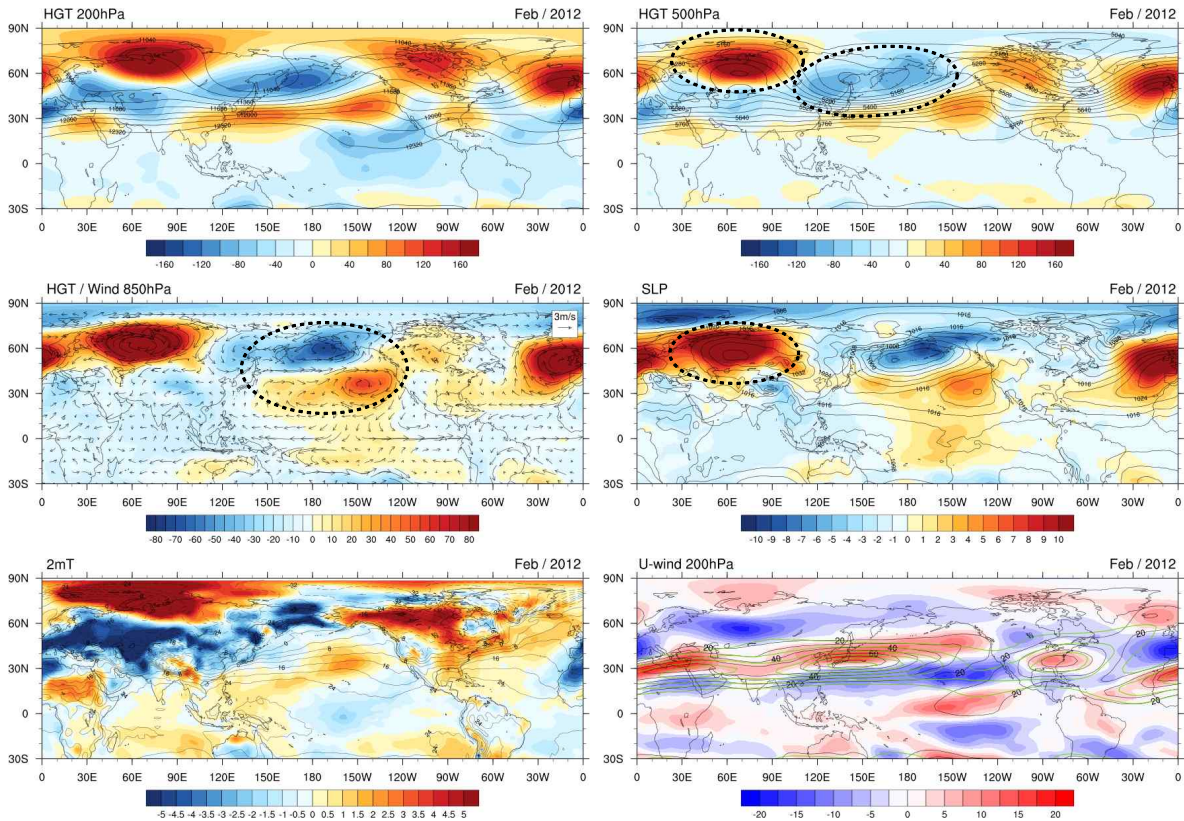 HGT 200hPa Feb / 2012
90N
60N
30N
0
30S
0 30E 60E 90E 120E 150E 180 150W 120W 90W 60W 30W 0
-160 -120 -80 -40 0 40 80 120 160
HGT 500hPa Feb / 2012
90N
60N
30N
0
30S
0 30E 60E 90E 120E 150E 180 150W 120W 90W 60W 30W 0W
-160 -120 -80 -40 0 40 80 120 160
HGT / Wind 850hPa Feb / 2012
3m/s
90N
60N
30N
0
30S
0 30E 60E 90E 120E 150E 180 150W 120W 90W 60W 30W 0
-80 -70 -60 -50 -40 -30 -20 -10 0 10 20 30 40 50 60 70 80
SLP Feb / 2012
90N
60N
30N
0
30S
0 30E 60E 90E 120E 150E 180 150W 120W 90W 60W 30W 0
-10 -9 -8 -7 -6 -5 -4 -3 -2 -1 0 1 2 3 4 5 6 7 8 9 10
2mT Feb / 2012
90N
60N
30N
0
30S
0 30E 60E 90E 120E 150E 180 150W 120W 90W 60W 30W 0
-5 -4.5 -4 -3.5 -3 -2.5 -2 -1.5 -1 -0.5 0 0.5 1 1.5 2 2.5 3 3.5 4 4.5 5
U-wind 200hPa Feb / 2012
90N
60N
30N
0
30S
0 30E 60E 90E 120E 150E 180 150W 120W 90W 60W 30W 0
-20 -15 -10 -5 0 5 10 15 20